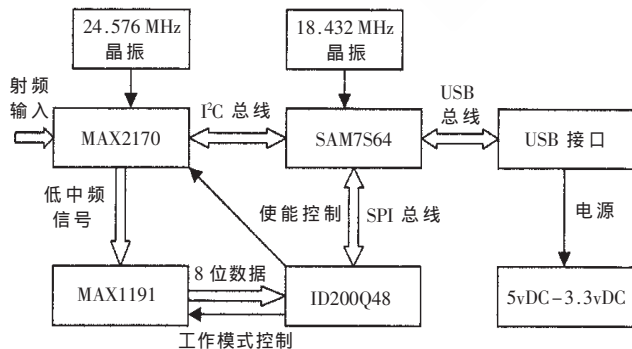 24.576 MHz
晶振
18.432 MHz
晶振
射频
输入
MAX2170
I²C 总线
SAM7S64
USB
总线
USB 接口
低中频
信号
使能控制
SPI 总线
电源
MAX1191
8 位数据
ID200Q48
5vDC-3.3vDC
工作模式控制